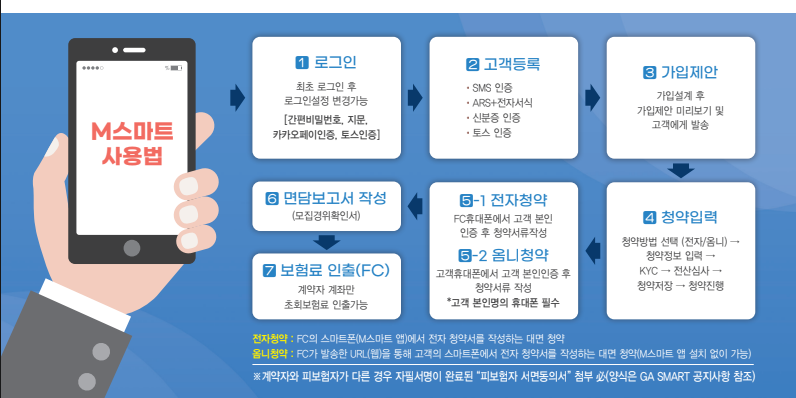 M스마트
사용법
1 로그인
최초 로그인 후
로그인설정 변경가능
[간편비밀번호, 지문,
카카오페이인증, 토스인증]
2 고객등록
· SMS 인증
· ARS+전자서식
· 신분증 인증
· 토스 인증
3 가입제안
가입설계 후
가입제안 미리보기 및
고객에게 발송
4 청약입력
청약방법 선택 (전자/옴니) →
청약정보 입력 →
KYC → 전산심사 →
청약저장 → 청약진행
5-1 전자청약
FC휴대폰에서 고객 본인
인증 후 청약서류작성
5-2 옴니청약
고객휴대폰에서 고객 본인인증 후
청약서류 작성
*고객 본인명의 휴대폰 필수
6 면담보고서 작성
(모집경위확인서)
7 보험료 인출(FC)
계약자 계좌만
초회보험료 인출가능
전자청약 : FC의 스마트폰(M스마트 앱)에서 전자 청약서를 작성하는 대면 청약
옴니청약 : FC가 발송한 URL(웹)을 통해 고객의 스마트폰에서 전자 청약서를 작성하는 대면 청약(M스마트 앱 설치 없이 가능)
※계약자와 피보험자가 다른 경우 자필서명이 완료된 “피보험자 서면동의서” 첨부 必(양식은 GA SMART 공지사항 참조)